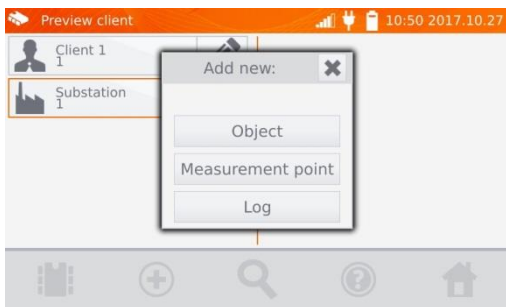 Preview client
10:50 2017.10.27
Client 1
1
Substation
1
Add new:
Object
Measurement point
Log